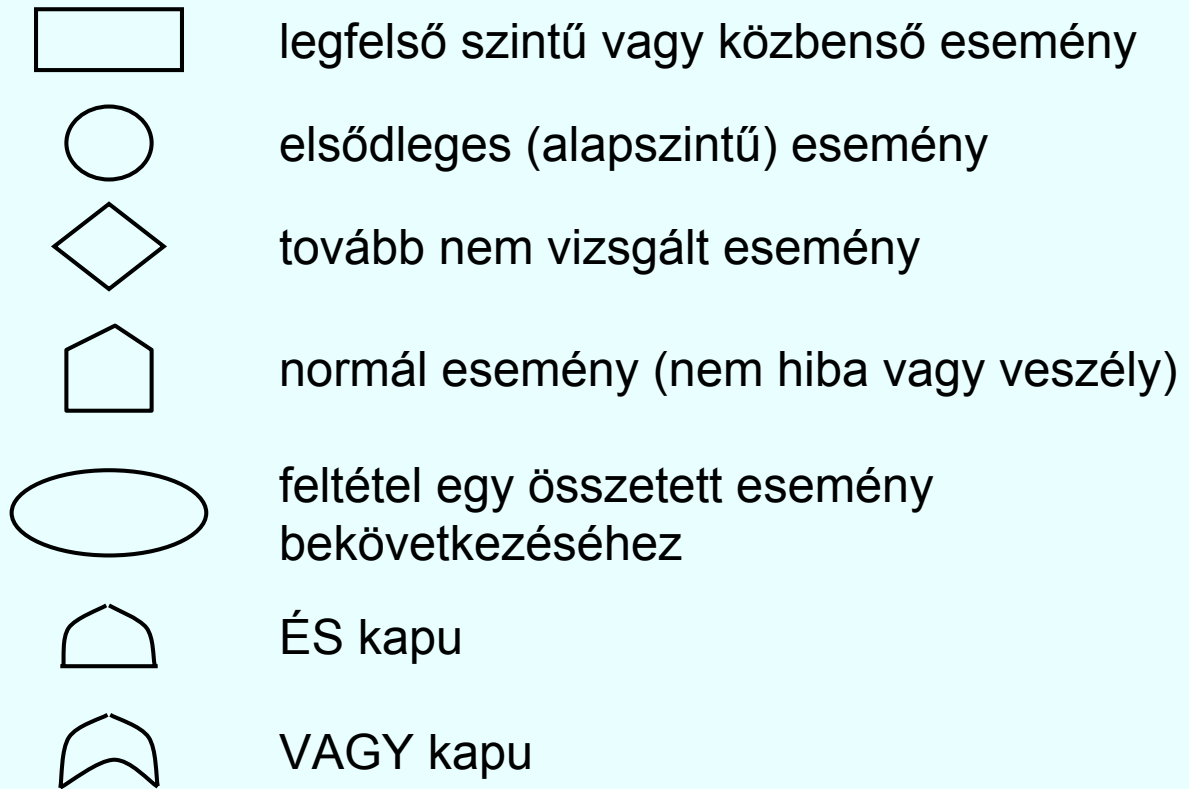 legfelső szintű vagy közbenső esemény
elsődleges (alapszintű) esemény
tovább nem vizsgált esemény
normál esemény (nem hiba vagy veszély)
feltétel egy összetett esemény
bekövetkezéséhez
ÉS kapu
VAGY kapu